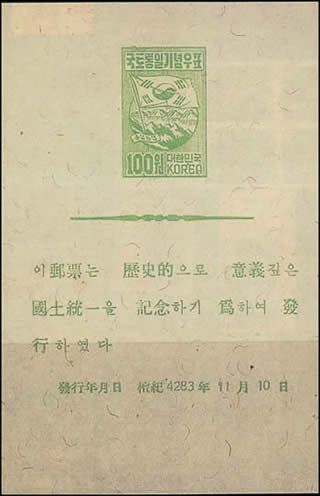 국토통일기념우표
100원 대한민국
KOREA
이 郵票는 歷史的으로 意義깊은
國土統一을 記念하기 爲하여 發
行하였다
發行年月日 檀紀 4283年 11月 10日